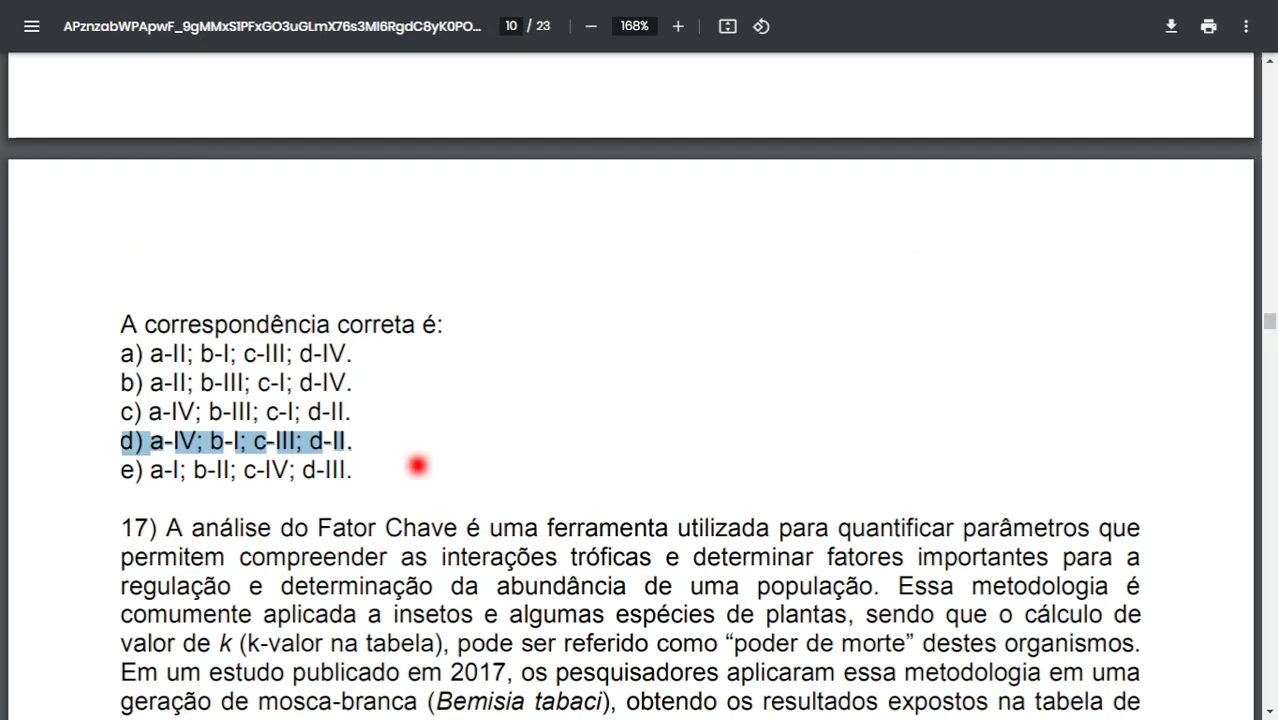 APznzabWPApwF_9gMMxS1PFxGO3uGLmX76s3Ml6RgdC8yK0PO... 10 / 23 168%
A correspondência correta é:
a) a-II; b-I; c-III; d-IV.
b) a-II; b-III; c-I; d-IV.
c) a-IV; b-III; c-I; d-II.
d) a-IV; b-I; c-III; d-II.
e) a-I; b-II; c-IV; d-III.
17) A análise do Fator Chave é uma ferramenta utilizada para quantificar parâmetros que
permitem compreender as interações tróficas e determinar fatores importantes para a
regulação e determinação da abundância de uma população. Essa metodologia é
comumente aplicada a insetos e algumas espécies de plantas, sendo que o cálculo de
valor de k (k-valor na tabela), pode ser referido como “poder de morte” destes organismos.
Em um estudo publicado em 2017, os pesquisadores aplicaram essa metodologia em uma
geração de mosca-branca (Bemisia tabaci), obtendo os resultados expostos na tabela de